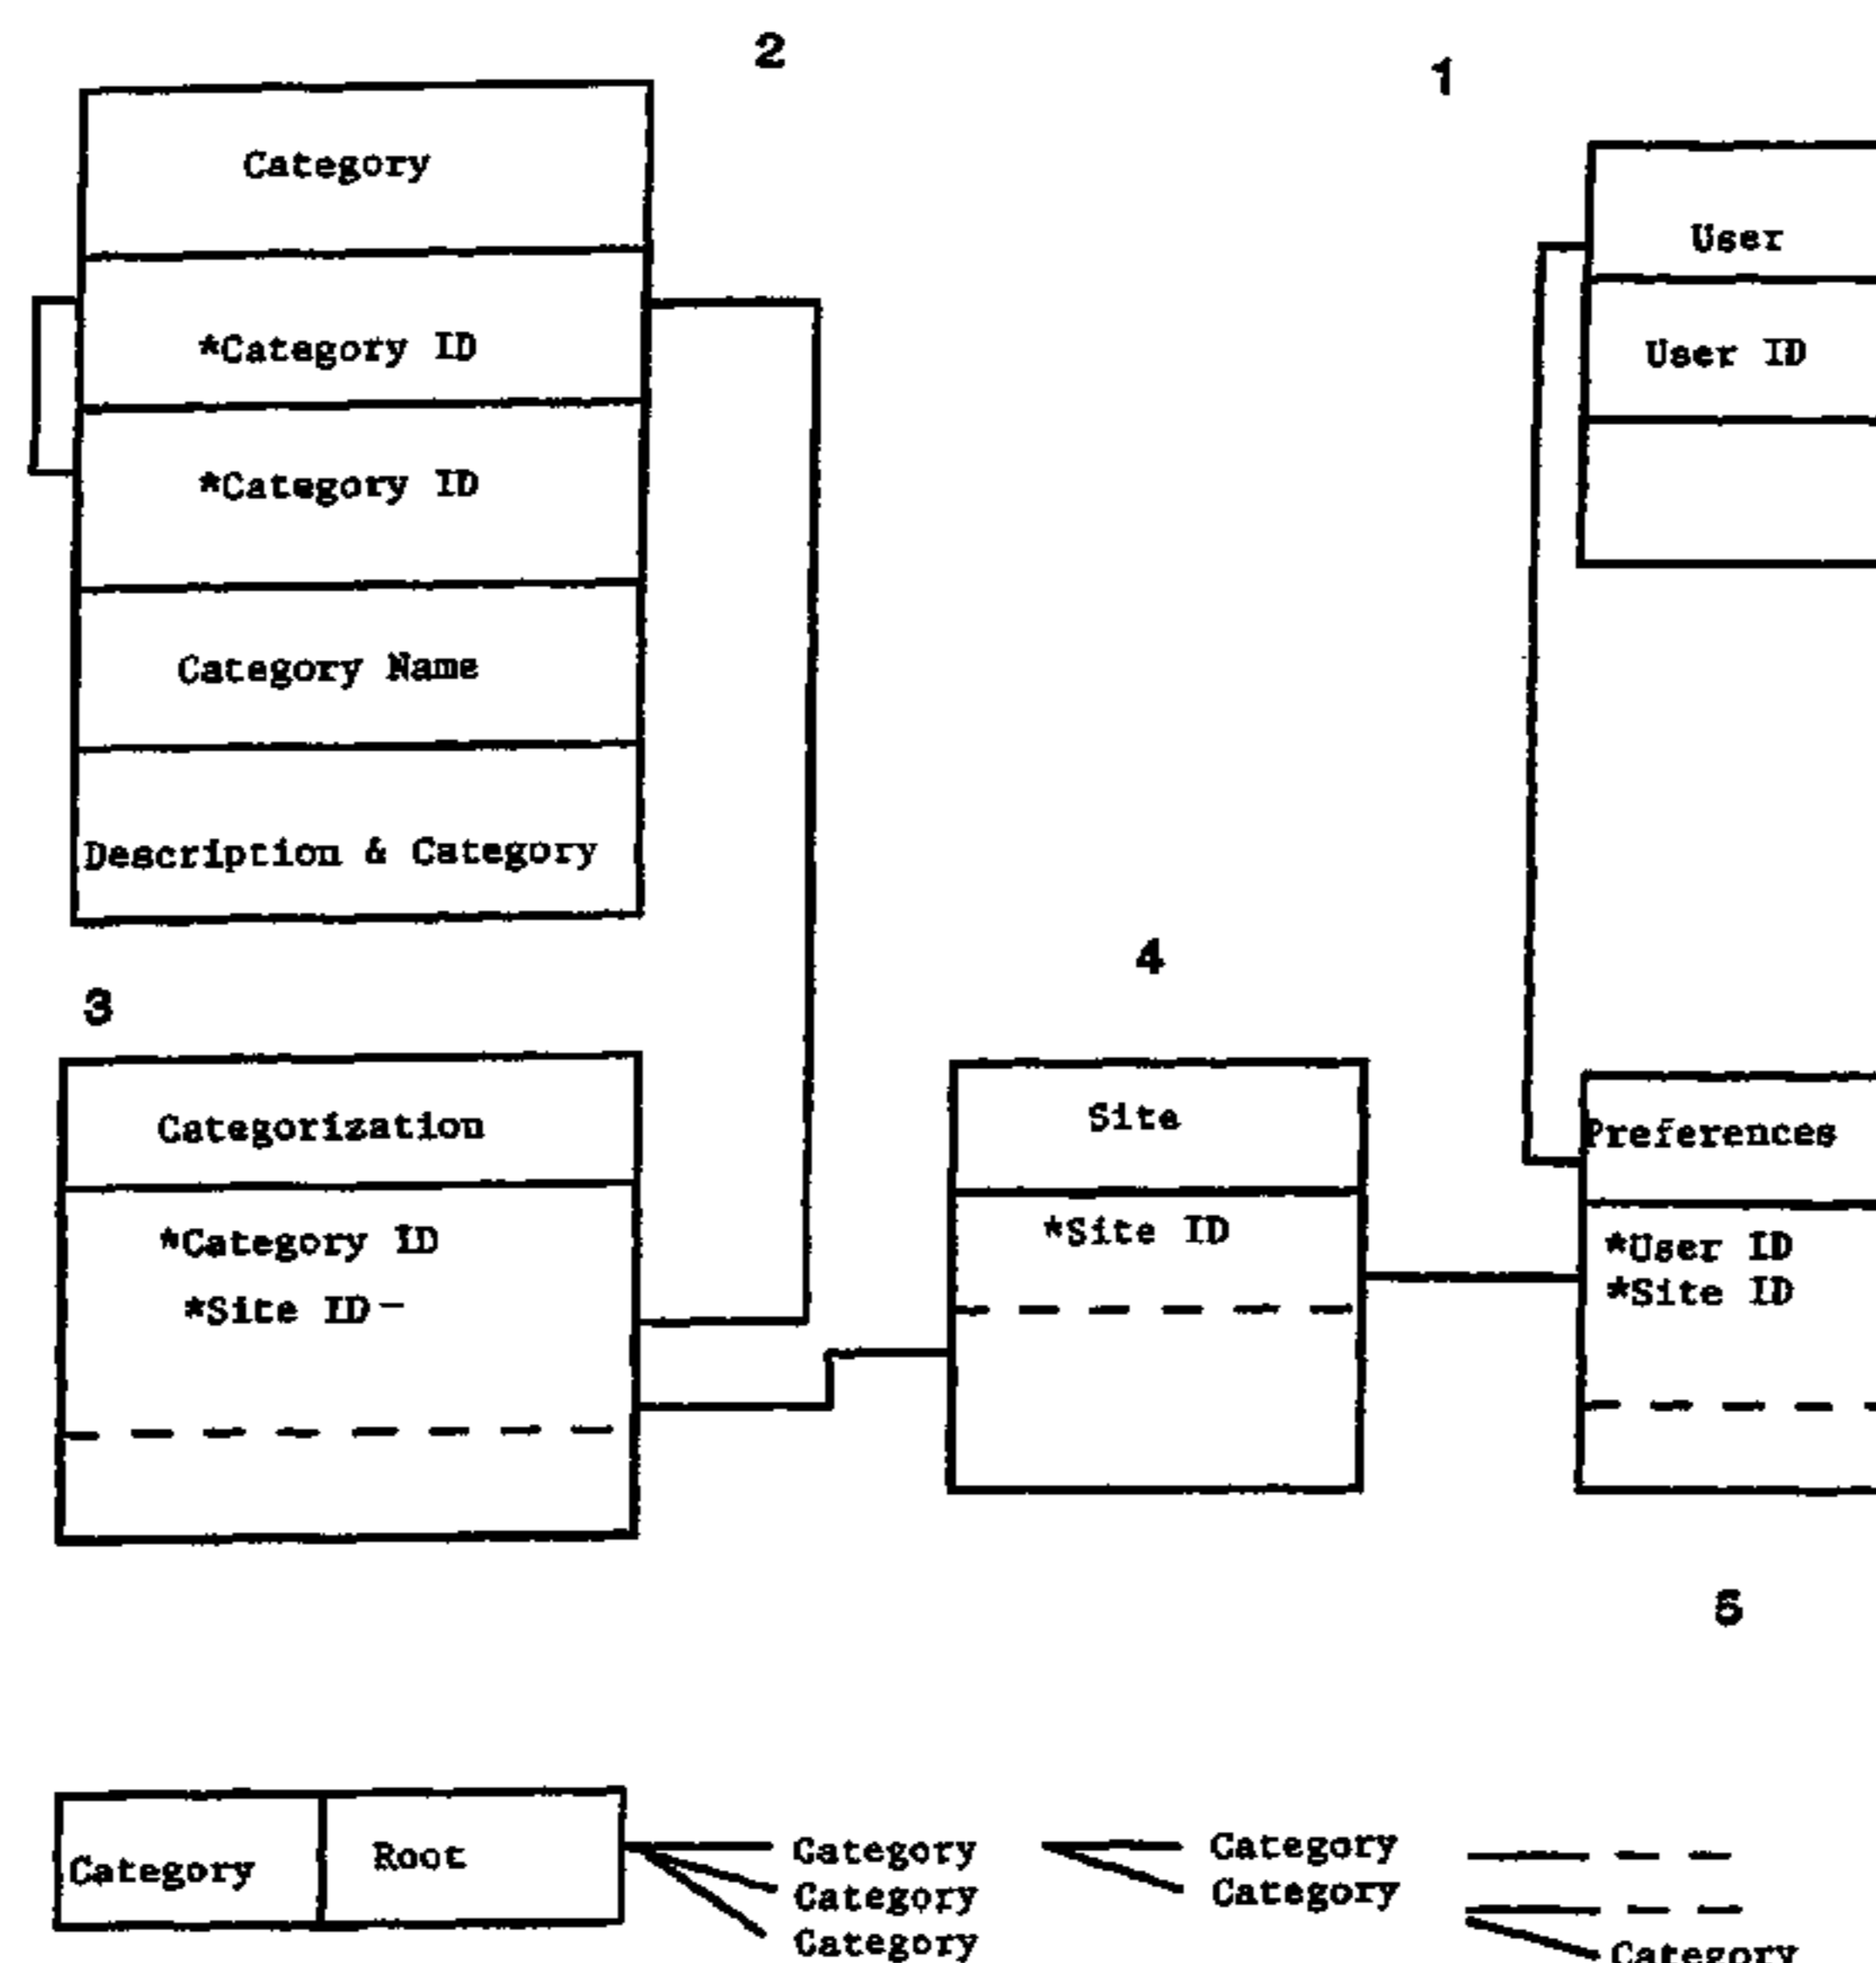 2
1
Category
*Category ID
*Category ID
Category Name
Description & Category
User
User ID
3
Categorization
*Category ID
*Site ID-
4
Site
*Site ID
Preferences
*User ID
*Site ID
5
Category
Root
Category
Category
Category
Category
Category
Category